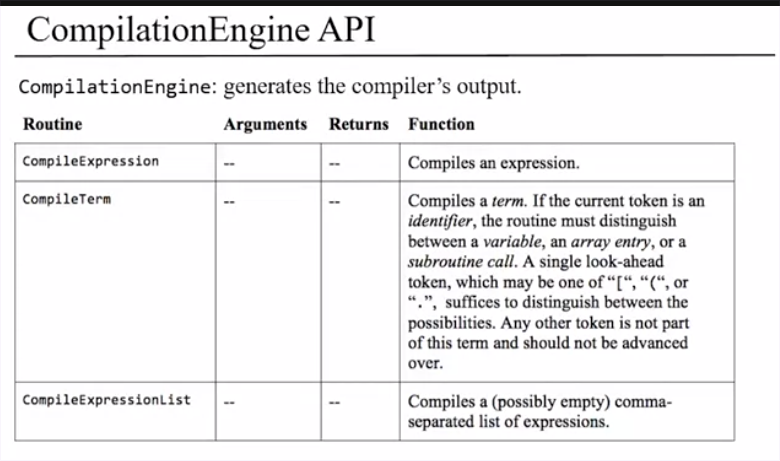 CompilationEngine API
CompilationEngine: generates the compiler's output.
Routine Arguments Returns Function
CompileExpression -- -- Compiles an expression.
CompileTerm -- -- Compiles a term. If the current token is an
identifier, the routine must distinguish
between a variable, an array entry, or a
subroutine call. A single look-ahead
token, which may be one of “[“, “(“, or
“.”, suffices to distinguish between the
possibilities. Any other token is not part
of this term and should not be advanced
over.
CompileExpressionList -- -- Compiles a (possibly empty) comma-
separated list of expressions.